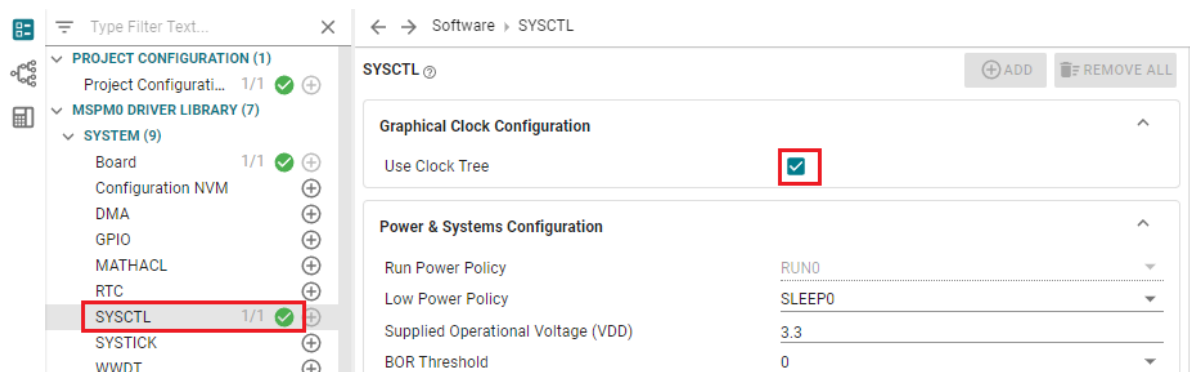 Type Filter Text...
PROJECT CONFIGURATION (1)
Project Configurati... 1/1
MSPM0 DRIVER LIBRARY (7)
SYSTEM (9)
Board 1/1
Configuration NVM
DMA
GPIO
MATHACL
RTC
SYSCTL 1/1
SYSTICK
WWDT
Software › SYSCTL
SYSCTL
ADD
REMOVE ALL
Graphical Clock Configuration
Use Clock Tree
Power & Systems Configuration
Run Power Policy RUN0
Low Power Policy SLEEP0
Supplied Operational Voltage (VDD) 3.3
BOR Threshold 0